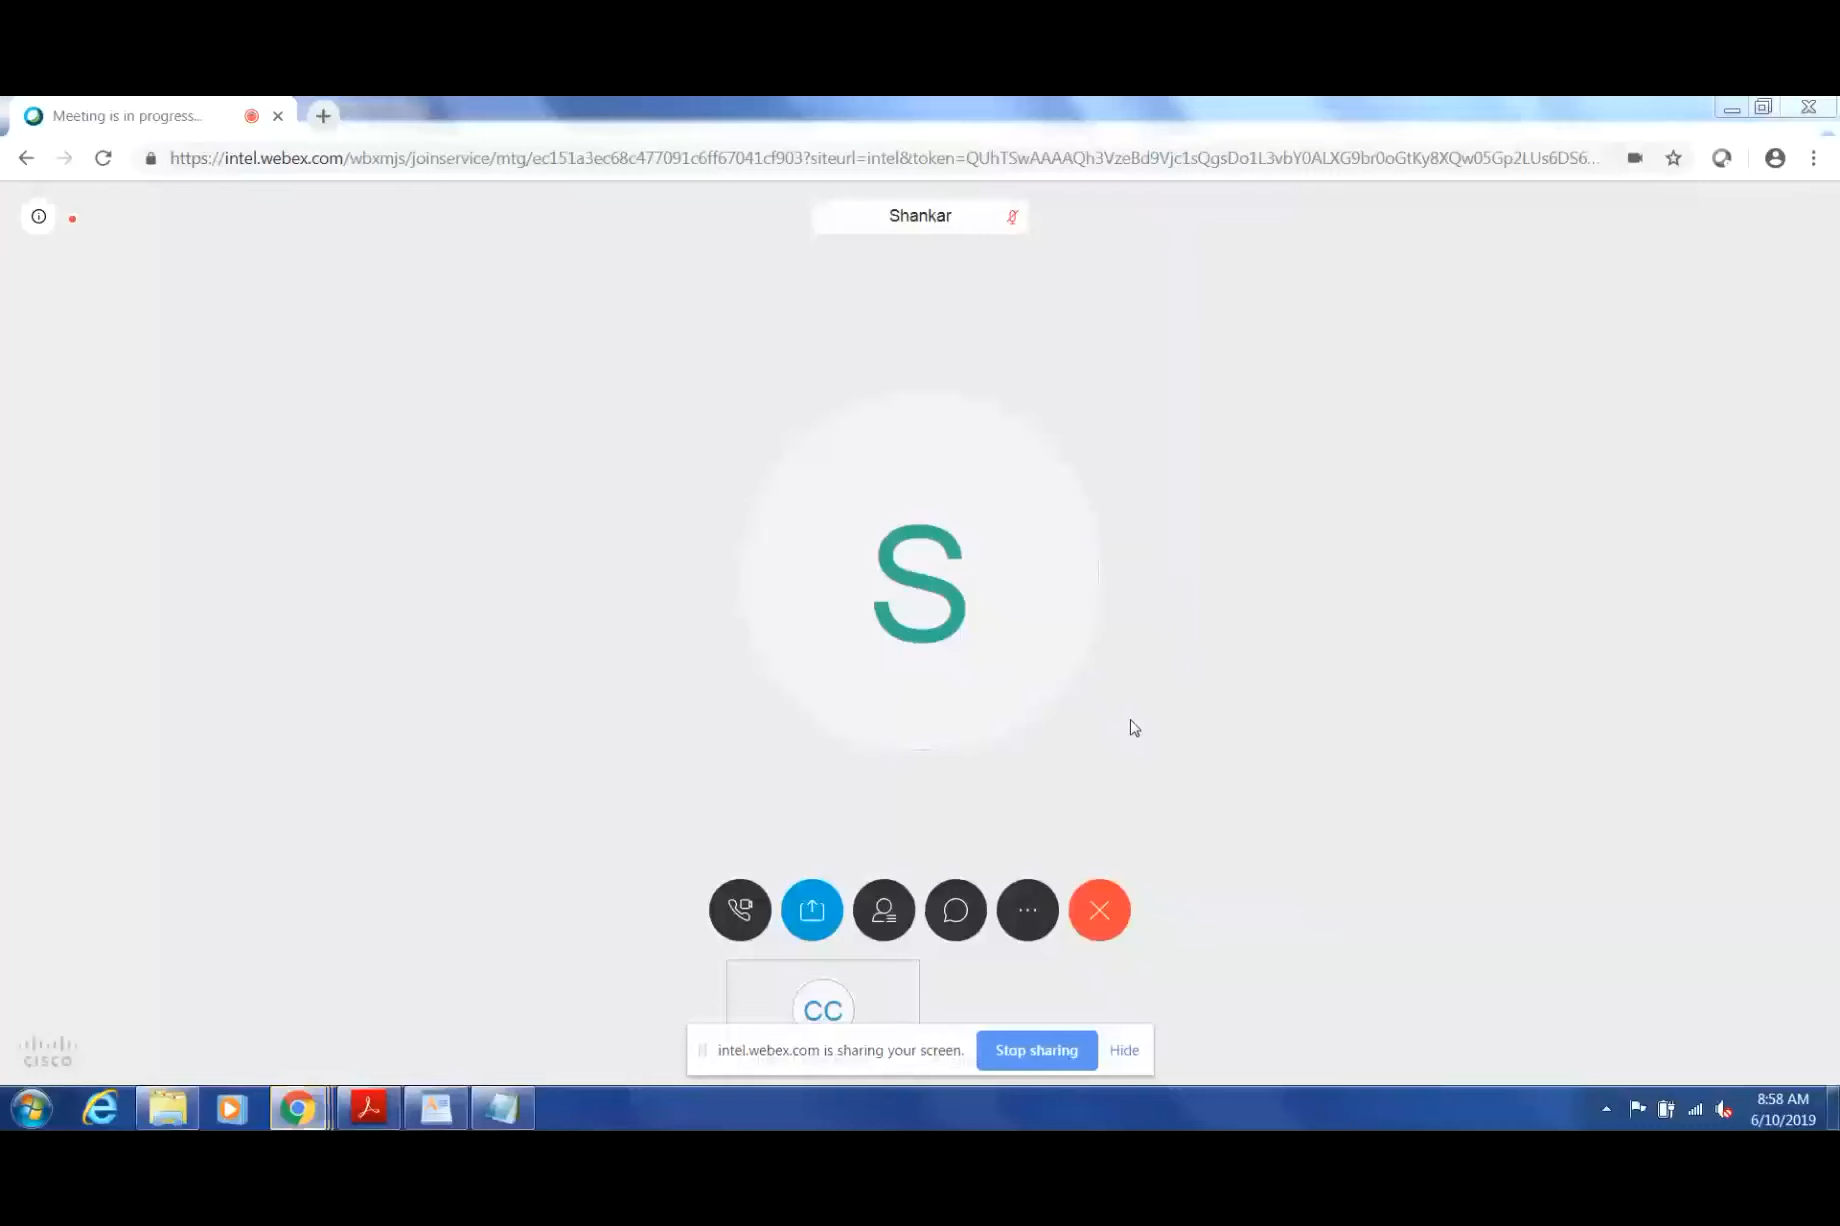 Meeting is in progress...
https://intel.webex.com/wbxmjs/joinservice/mtg/ec151a3ec68c477091c6ff67041cf903?siteurl=intel&token=QUhTSwAAAAQh3VzeBd9Vjc1sQgsDo1L3vbY0ALXG9br0oGtKy8XQw05Gp2LUs6DS6...
Shankar
S
CC
intel.webex.com is sharing your screen.
Stop sharing
Hide
CISCO
8:58 AM
6/10/2019